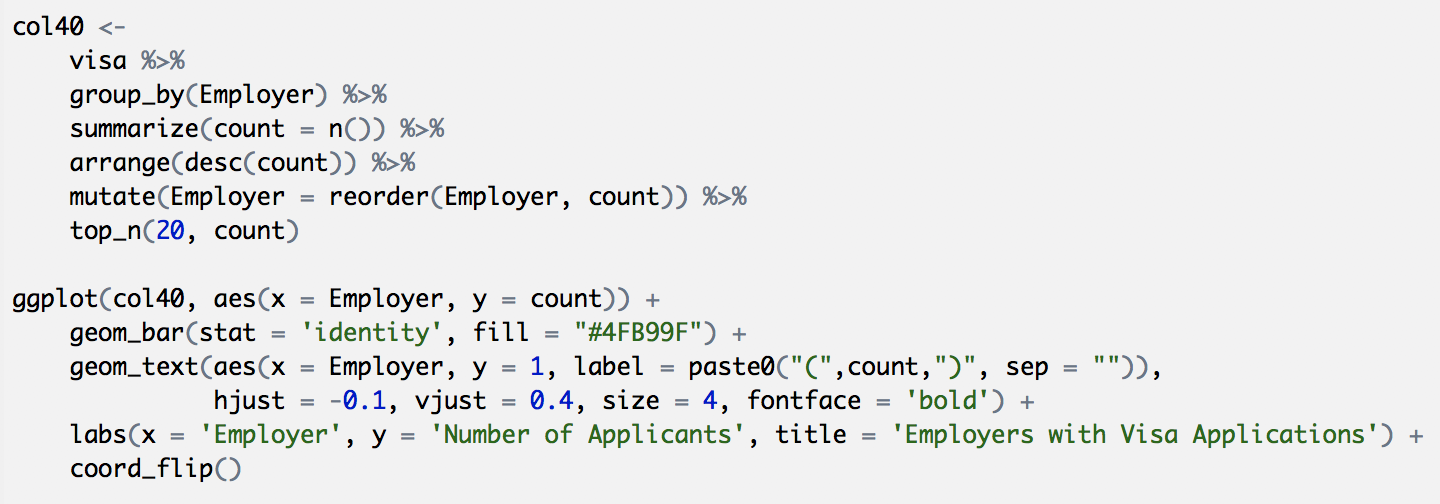 col40 <-
    visa %>%
    group_by(Employer) %>%
    summarize(count = n()) %>%
    arrange(desc(count)) %>%
    mutate(Employer = reorder(Employer, count)) %>%
    top_n(20, count)

ggplot(col40, aes(x = Employer, y = count)) +
    geom_bar(stat = 'identity', fill = "#4FB99F") +
    geom_text(aes(x = Employer, y = 1, label = paste0("(",count,")", sep = "")),
              hjust = -0.1, vjust = 0.4, size = 4, fontface = 'bold') +
    labs(x = 'Employer', y = 'Number of Applicants', title = 'Employers with Visa Applications') +
    coord_flip()